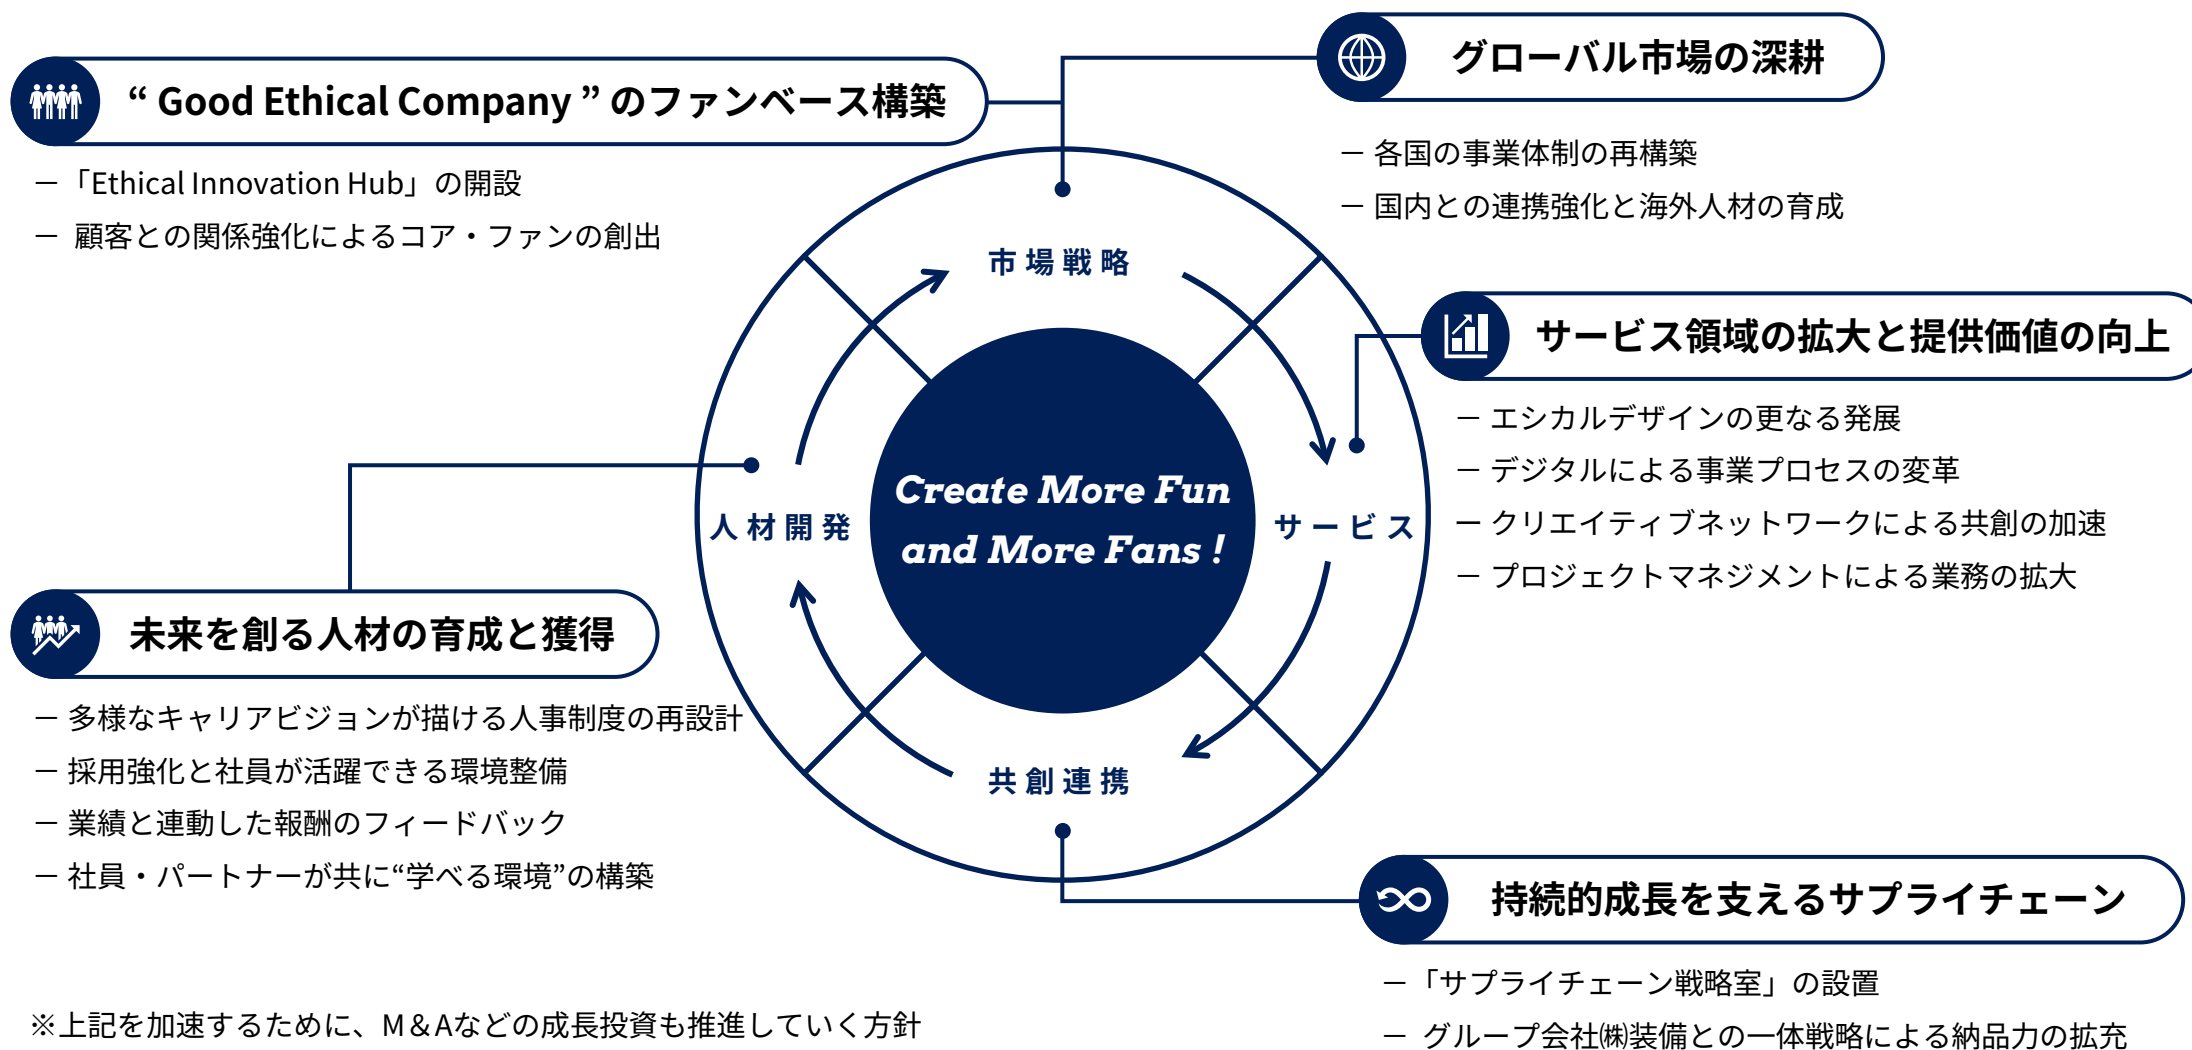 “ Good Ethical Company ” のファンベース構築
－「Ethical Innovation Hub」の開設
－ 顧客との関係強化によるコア・ファンの創出
グローバル市場の深耕
－ 各国の事業体制の再構築
－ 国内との連携強化と海外人材の育成
サービス領域の拡大と提供価値の向上
－ エシカルデザインの更なる発展
－ デジタルによる事業プロセスの変革
ー クリエイティブネットワークによる共創の加速
－ プロジェクトマネジメントによる業務の拡大
市場戦略
人材開発
Create More Fun
and More Fans !
サービス
共創連携
未来を創る人材の育成と獲得
－ 多様なキャリアビジョンが描ける人事制度の再設計
－ 採用強化と社員が活躍できる環境整備
－ 業績と連動した報酬のフィードバック
－ 社員・パートナーが共に“学べる環境”の構築
持続的成長を支えるサプライチェーン
－「サプライチェーン戦略室」の設置
－ グループ会社㈱装備との一体戦略による納品力の拡充
※上記を加速するために、M＆Aなどの成長投資も推進していく方針